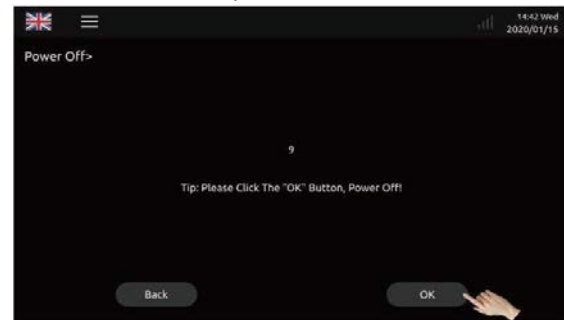 14:42 Wed
2020/01/15
Power Off>
9
Tip: Please Click The "OK" Button, Power Off!
Back
OK